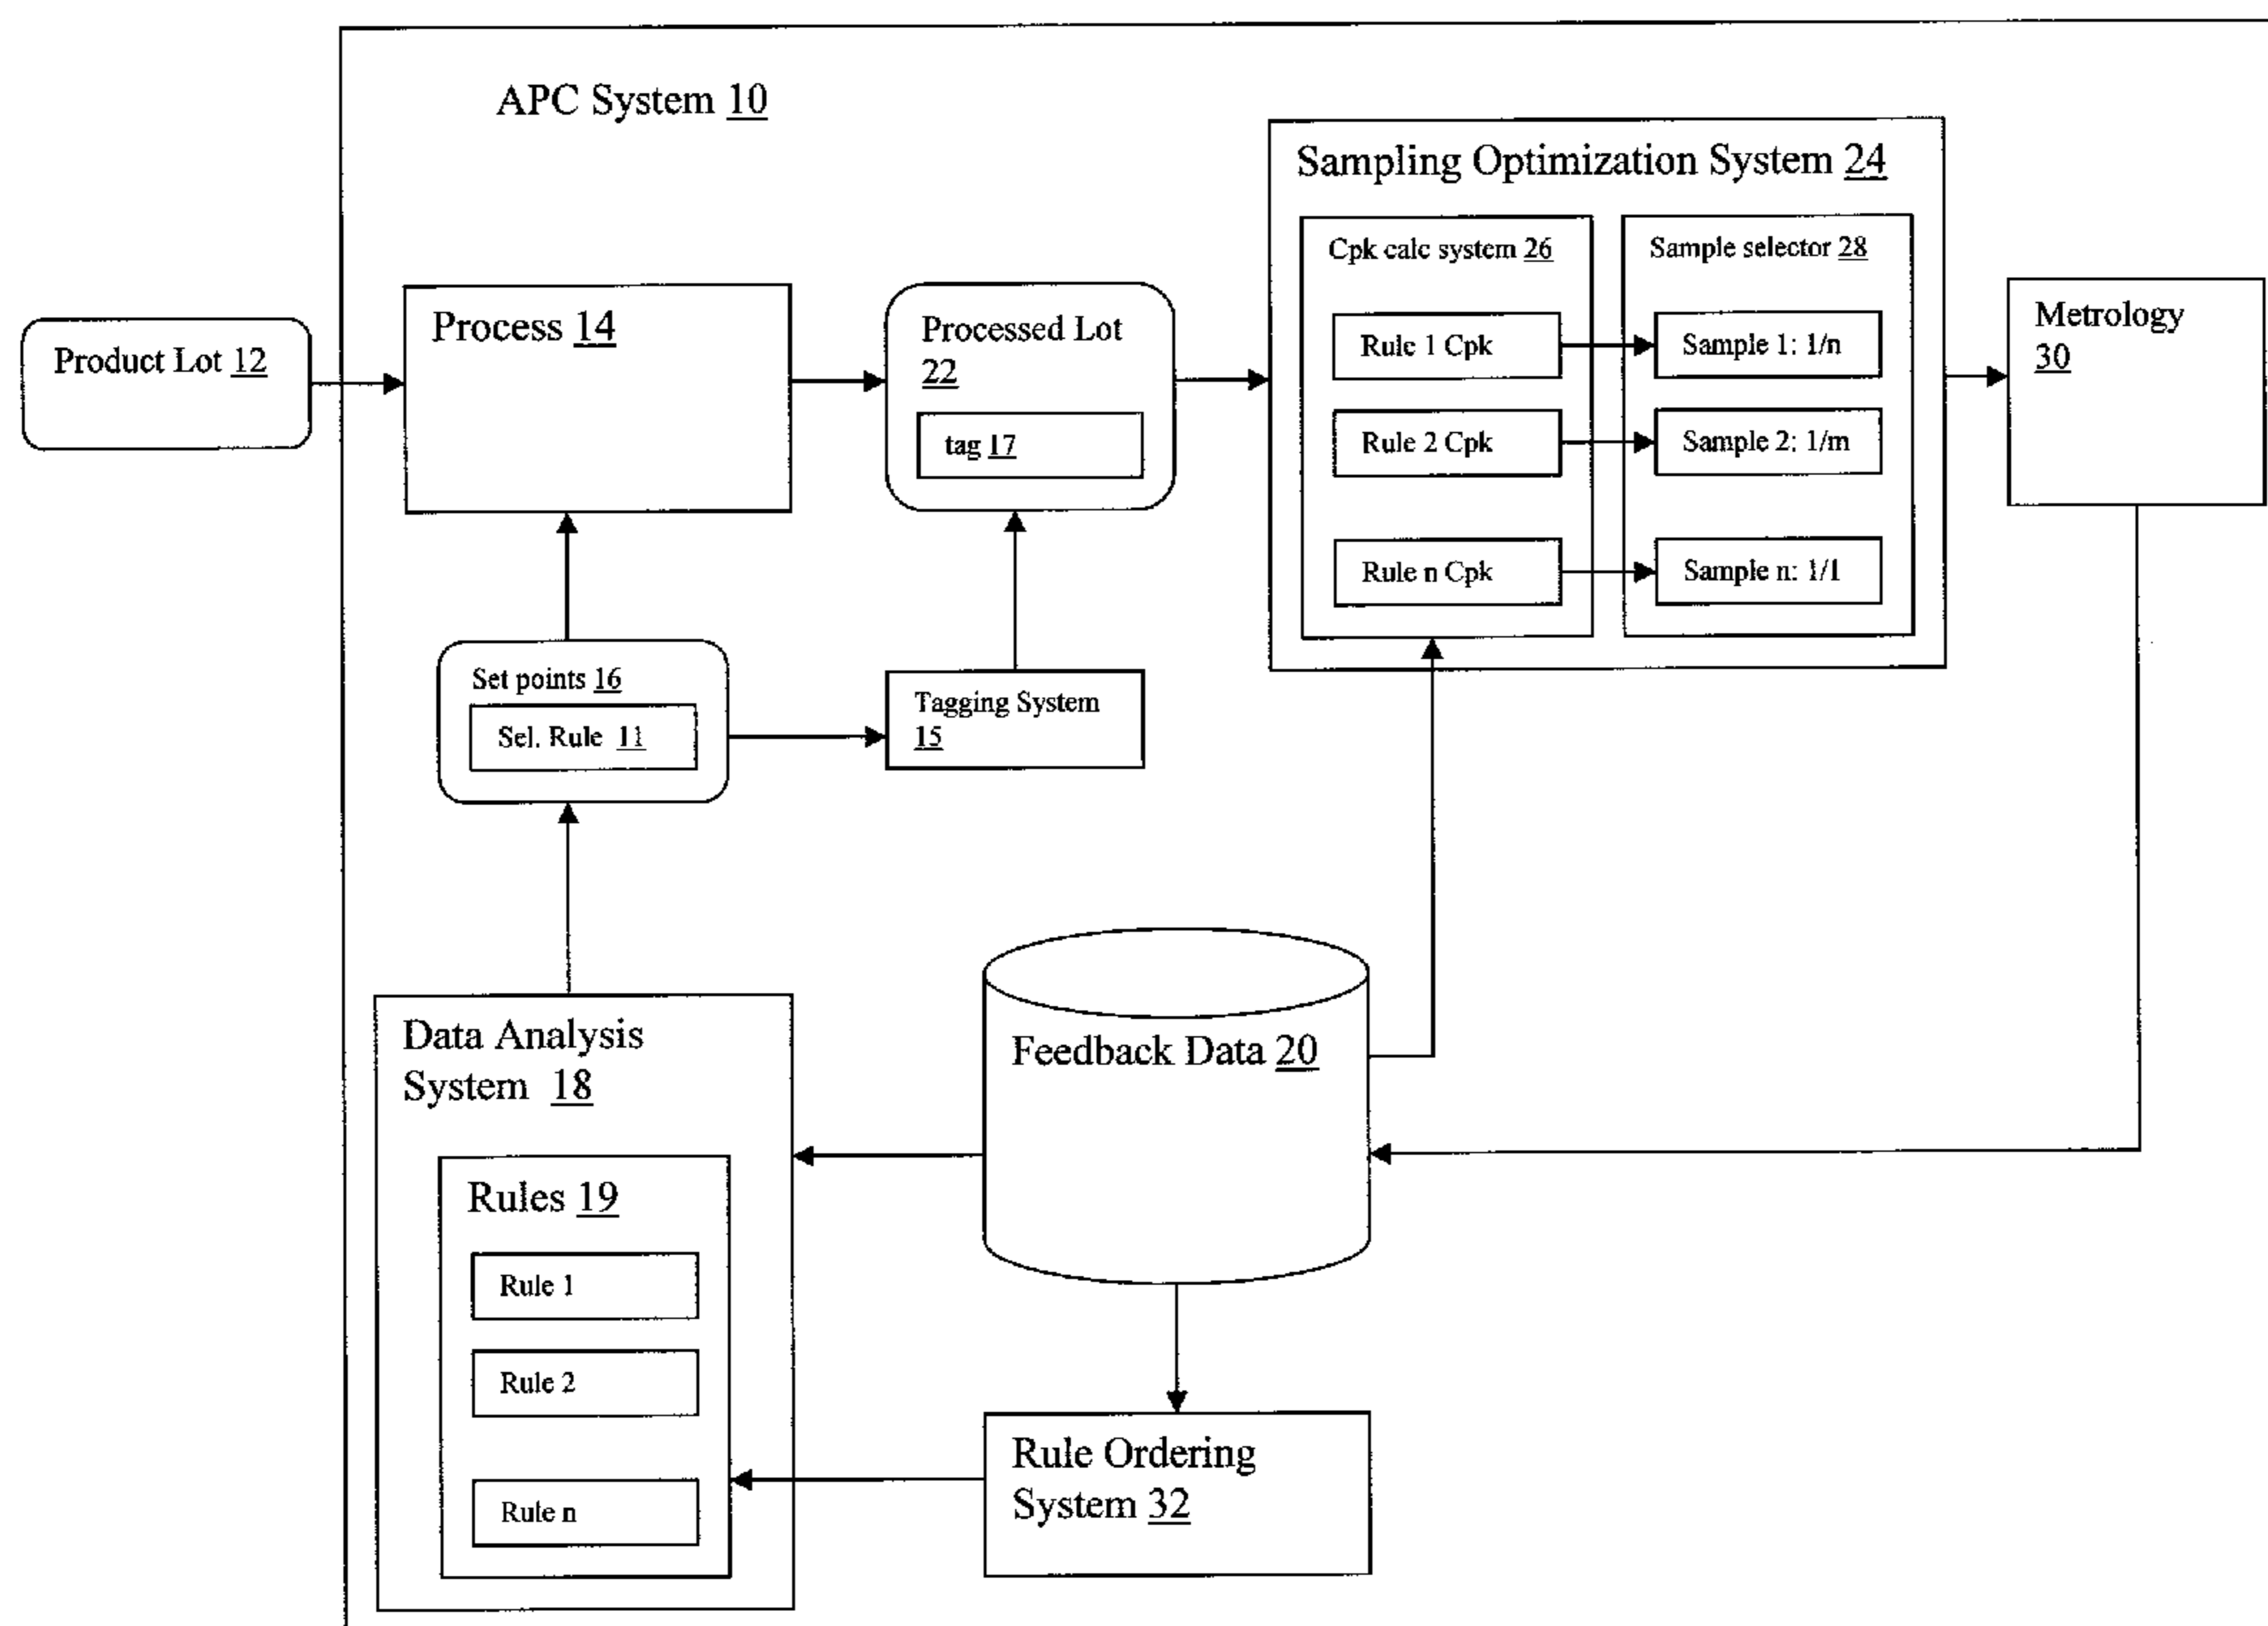 APC System 10
Product Lot 12
Process 14
Processed Lot
22
tag 17
Sampling Optimization System 24
Cpk calc system 26
Rule 1 Cpk
Rule 2 Cpk
Rule n Cpk
Sample selector 28
Sample 1: 1/n
Sample 2: 1/m
Sample n: 1/1
Metrology
30
Set points 16
Sel. Rule 11
Tagging System
15
Data Analysis
System 18
Rules 19
Rule 1
Rule 2
Rule n
Feedback Data 20
Rule Ordering
System 32